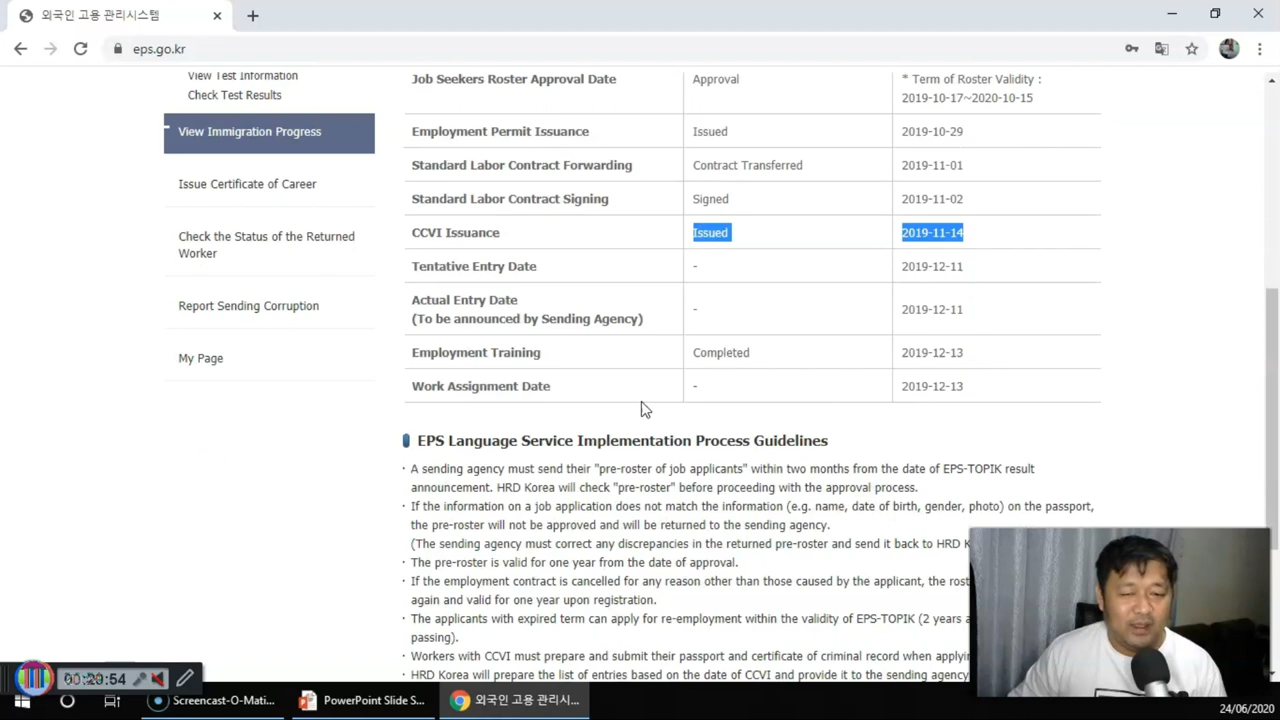 외국인 고용 관리시스템
eps.go.kr
View Test Information
Check Test Results
View Immigration Progress
Issue Certificate of Career
Check the Status of the Returned
Worker
Report Sending Corruption
My Page
Job Seekers Roster Approval Date Approval * Term of Roster Validity :
2019-10-17~2020-10-15
Employment Permit Issuance Issued 2019-10-29
Standard Labor Contract Forwarding Contract Transferred 2019-11-01
Standard Labor Contract Signing Signed 2019-11-02
CCVI Issuance Issued 2019-11-14
Tentative Entry Date - 2019-12-11
Actual Entry Date
(To be announced by Sending Agency) - 2019-12-11
Employment Training Completed 2019-12-13
Work Assignment Date - 2019-12-13
EPS Language Service Implementation Process Guidelines
· A sending agency must send their "pre-roster of job applicants" within two months from the date of EPS-TOPIK result
announcement. HRD Korea will check "pre-roster" before proceeding with the approval process.
· If the information on a job application does not match the information (e.g. name, date of birth, gender, photo) on the passport,
the pre-roster will not be approved and will be returned to the sending agency.
(The sending agency must correct any discrepancies in the returned pre-roster and send it back to HRD K
· The pre-roster is valid for one year from the date of approval.
· If the employment contract is cancelled for any reason other than those caused by the applicant, the rost
again and valid for one year upon registration.
· The applicants with expired term can apply for re-employment within the validity of EPS-TOPIK (2 years a
passing).
· Workers with CCVI must prepare and submit their passport and certificate of criminal record when applyin
· HRD Korea will prepare the list of entries based on the date of CCVI and provide it to the sending agency
00:20:54
Screencast-O-Mati...
PowerPoint Slide S...
외국인 고용 관리시...
24/06/2020